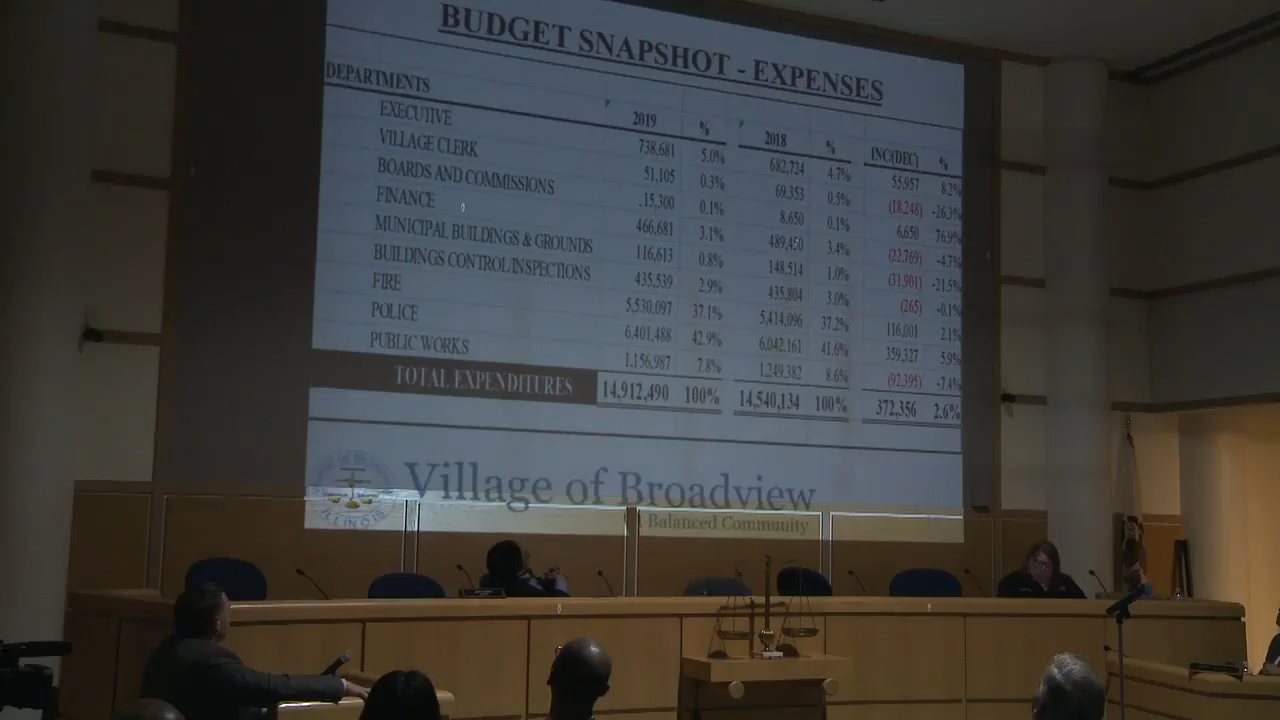 BUDGET SNAPSHOT - EXPENSES
DEPARTMENTS 2019 % 2018 % INC(DEC) %
EXECUTIVE 738,681 5.0% 682,724 4.7% 55,957 8.2%
VILLAGE CLERK 51,105 0.3% 69,353 0.5% (18,248) -26.3%
BOARDS AND COMMISSIONS 15,300 0.1% 8,650 0.1% 6,650 76.9%
FINANCE 466,681 3.1% 489,450 3.4% (22,769) -4.7%
MUNICIPAL BUILDINGS & GROUNDS 116,613 0.8% 148,514 1.0% (31,901) -21.5%
BUILDINGS CONTROL/INSPECTIONS 435,539 2.9% 435,804 3.0% (265) -0.1%
FIRE 5,530,097 37.1% 5,414,096 37.2% 116,001 2.1%
POLICE 6,401,488 42.9% 6,042,161 41.6% 359,327 5.9%
PUBLIC WORKS 1,156,987 7.8% 1,249,382 8.6% (92,395) -7.4%
TOTAL EXPENDITURES 14,912,490 100% 14,540,134 100% 372,356 2.6%
Village of Broadview
Balanced Community
ILLINOIS